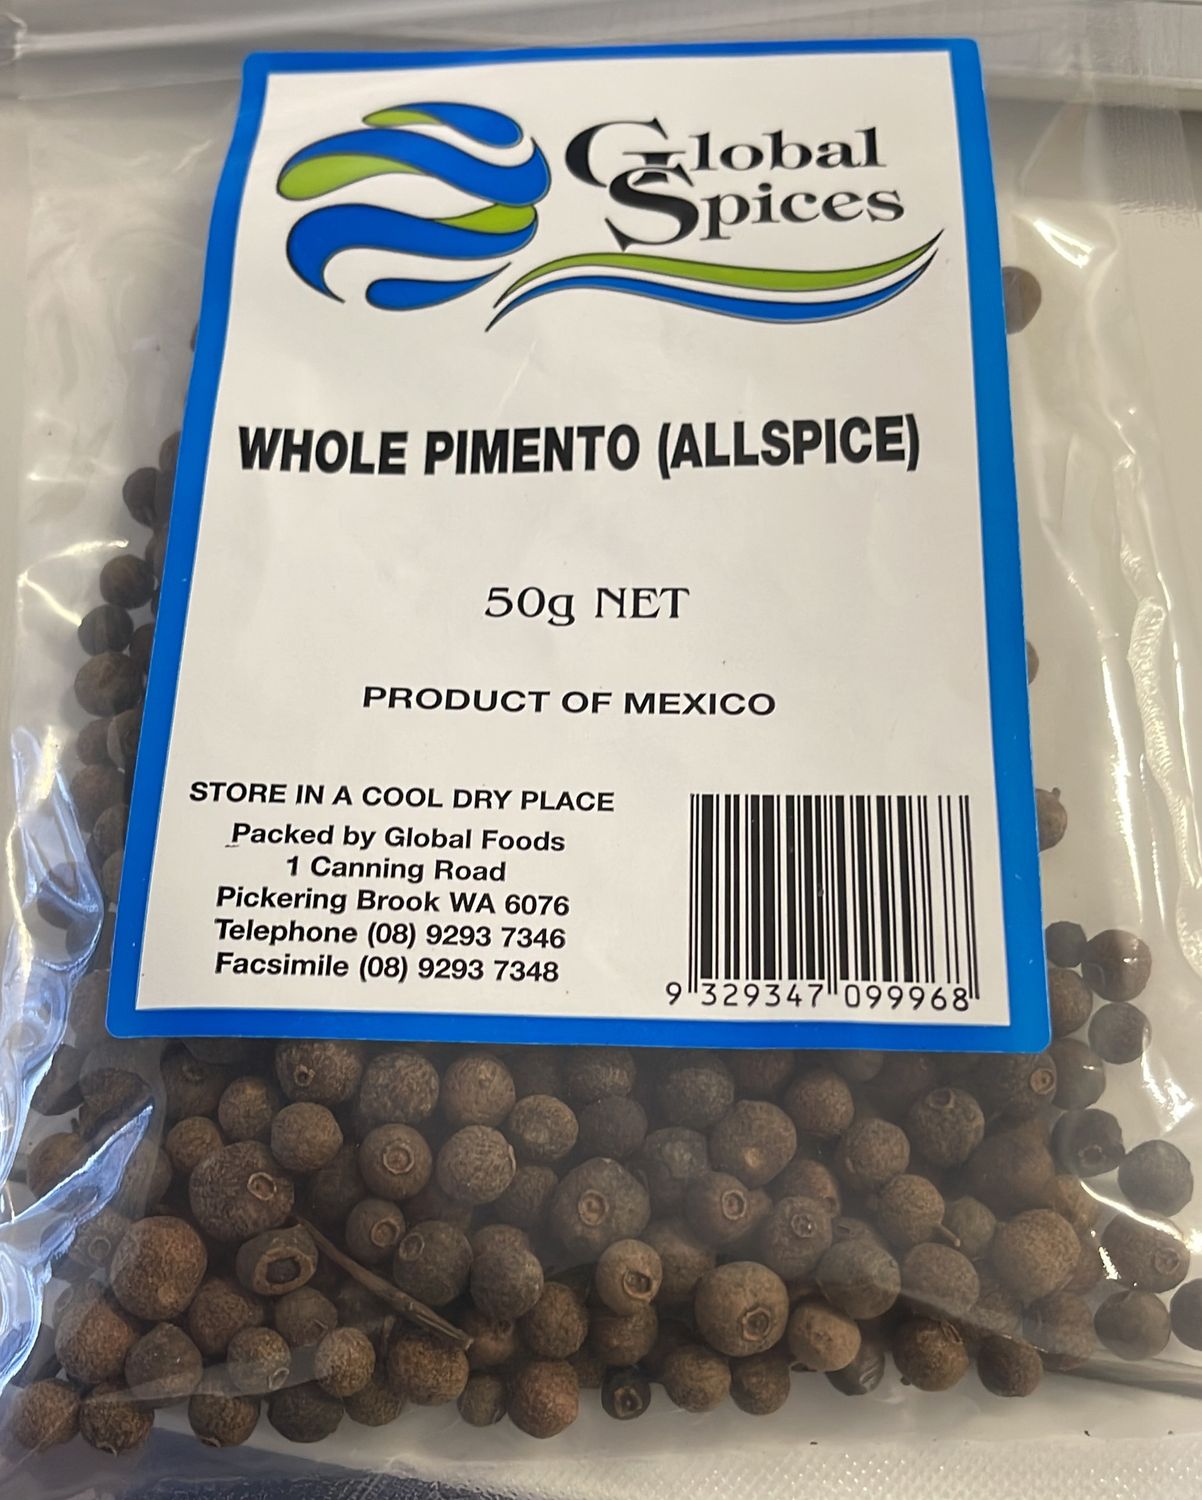 Global
Spices
WHOLE PIMENTO (ALLSPICE)
50g NET
PRODUCT OF MEXICO
STORE IN A COOL DRY PLACE
Packed by Global Foods
1 Canning Road
Pickering Brook WA 6076
Telephone (08) 9293 7346
Facsimile (08) 9293 7348
9 329347 099968